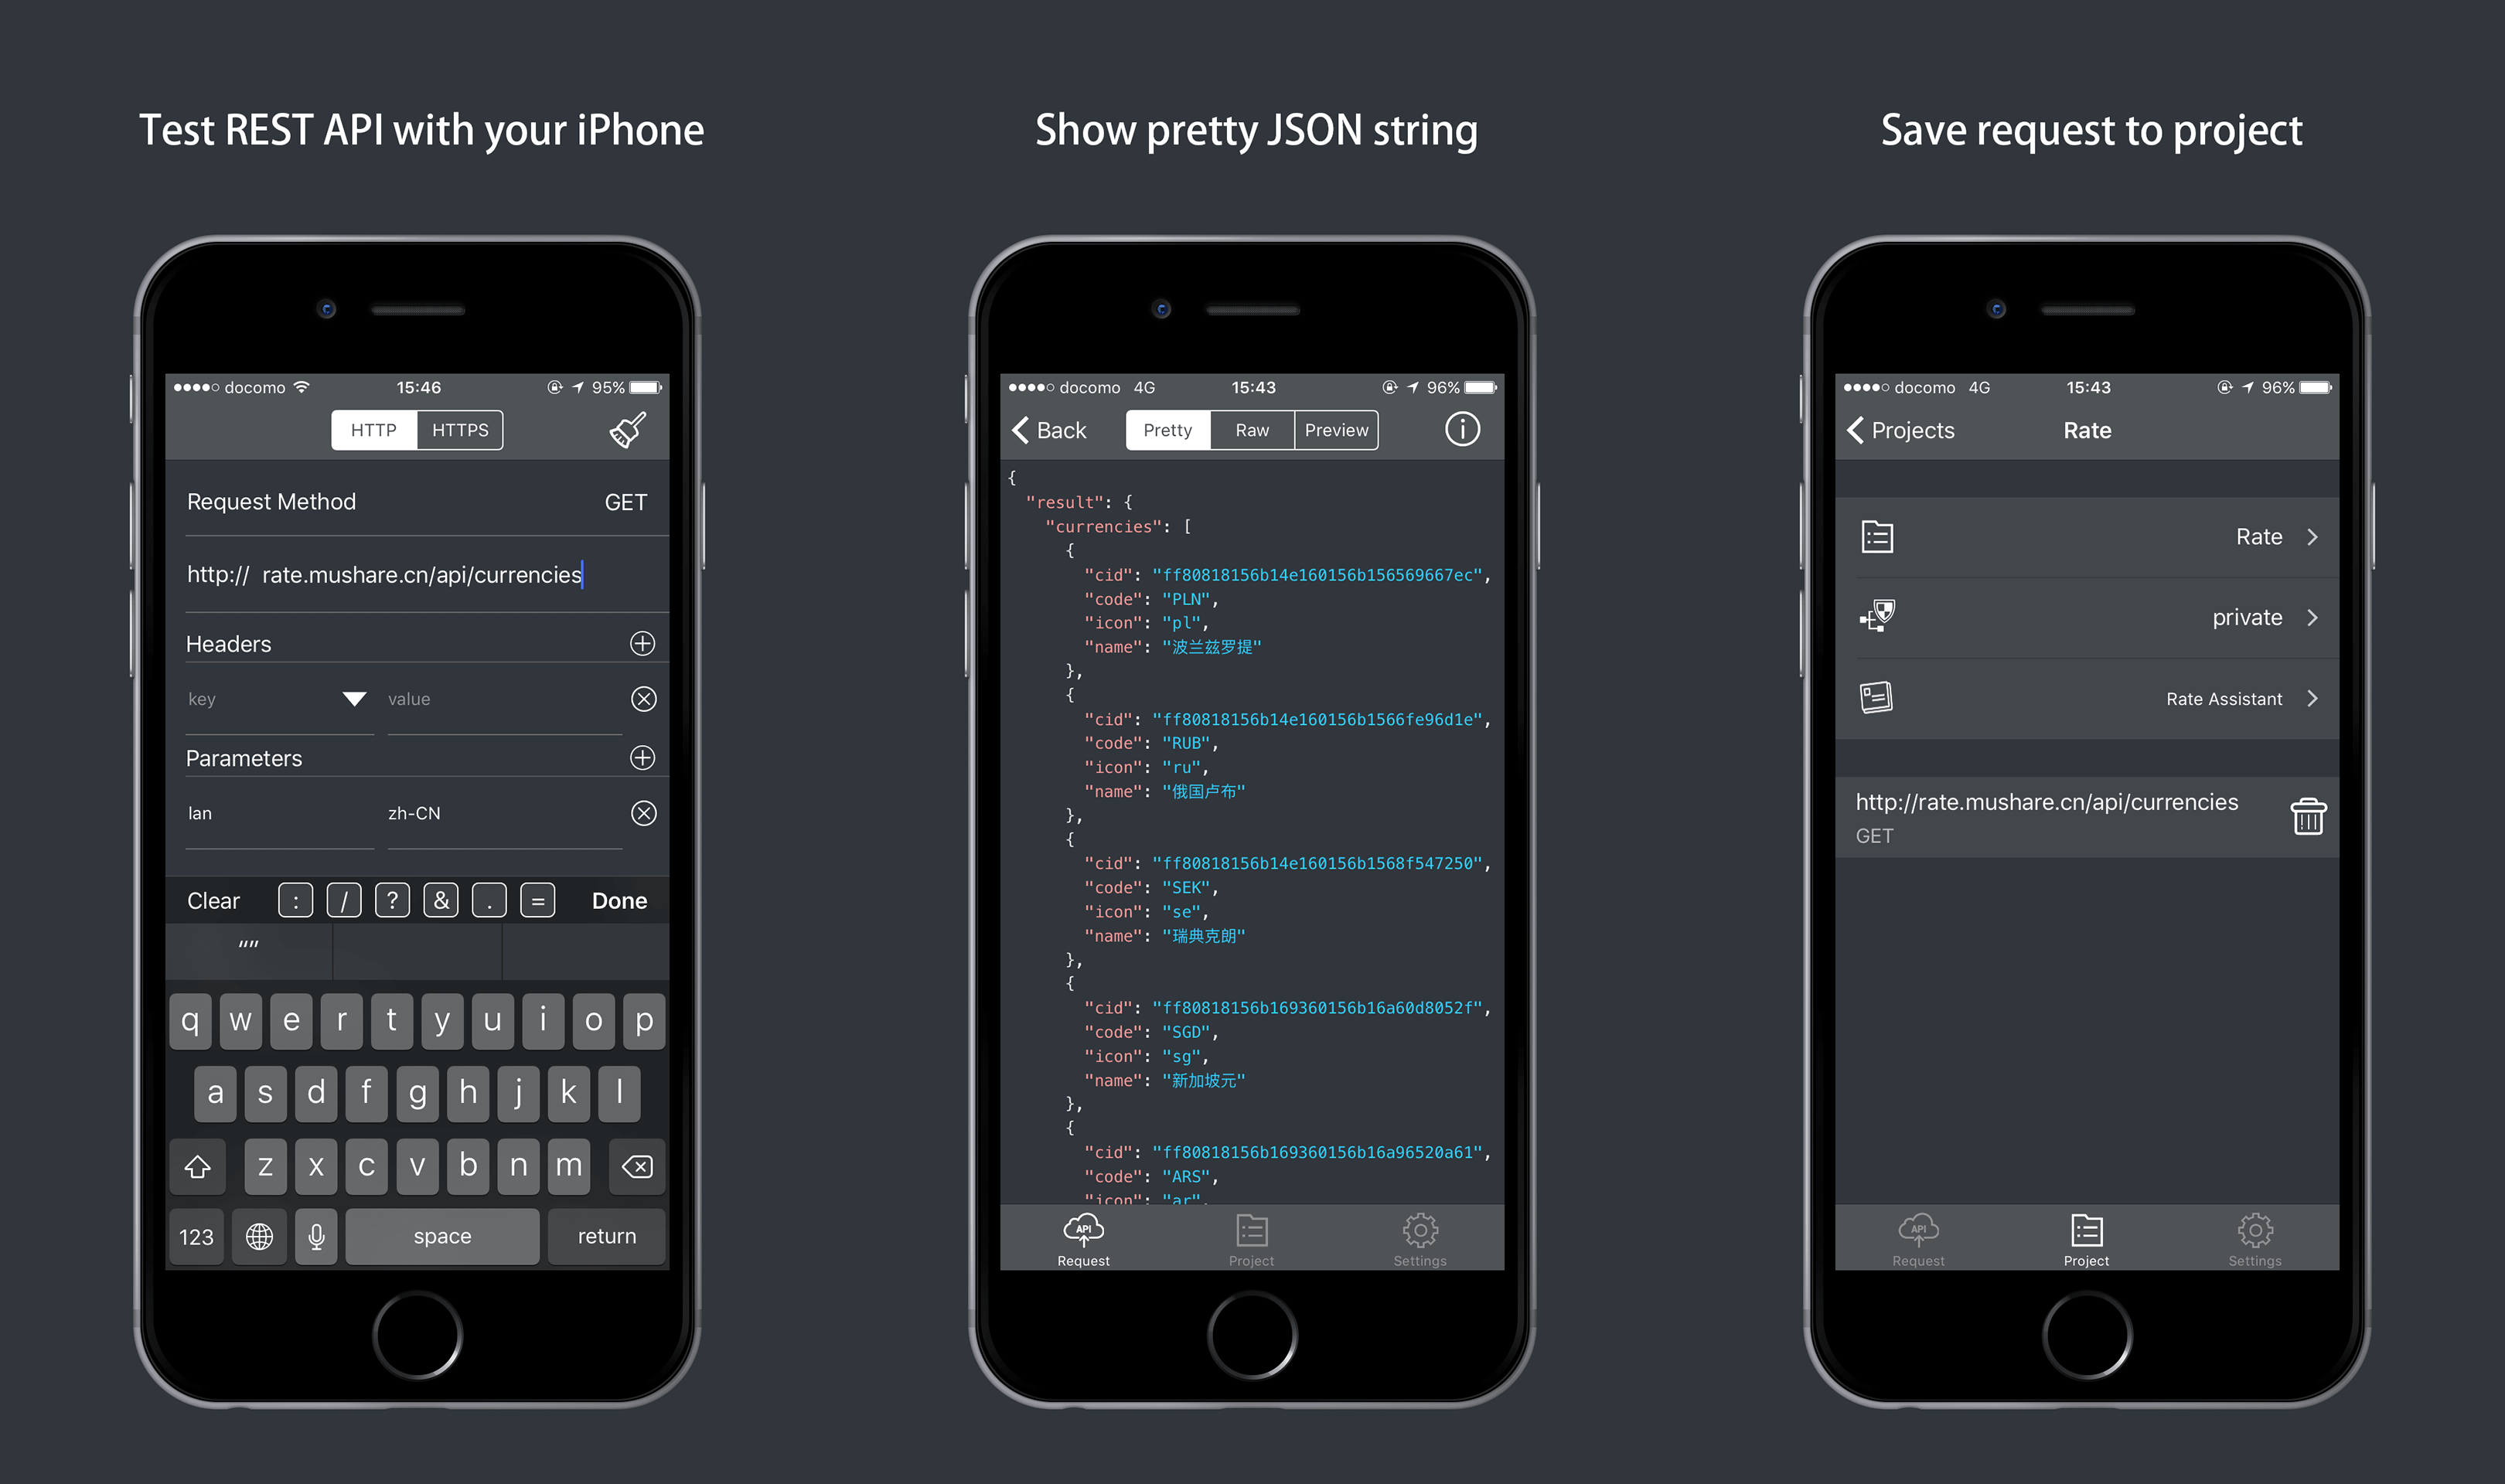 Test REST API with your iPhone
docomo 15:46 95%
HTTP HTTPS
Request Method GET
http:// rate.mushare.cn/api/currencies
Headers
key value
Parameters
lan zh-CN
Clear : / ? & . = Done
“”
q w e r t y u i o p
a s d f g h j k l
z x c v b n m
123 space return
Show pretty JSON string
docomo 4G 15:43 96%
Back Pretty Raw Preview
{
"result": {
"currencies": [
{
"cid": "ff80818156b14e160156b156569667ec",
"code": "PLN",
"icon": "pl",
"name": "波兰兹罗提"
},
{
"cid": "ff80818156b14e160156b1566fe96d1e",
"code": "RUB",
"icon": "ru",
"name": "俄国卢布"
},
{
"cid": "ff80818156b14e160156b1568f547250",
"code": "SEK",
"icon": "se",
"name": "瑞典克朗"
},
{
"cid": "ff80818156b169360156b16a60d8052f",
"code": "SGD",
"icon": "sg",
"name": "新加坡元"
},
{
"cid": "ff80818156b169360156b16a96520a61",
"code": "ARS",
"icon": "ar",
API
Request Project Settings
Save request to project
docomo 4G 15:43 96%
Projects Rate
Rate
private
Rate Assistant
http://rate.mushare.cn/api/currencies
GET
API
Request Project Settings